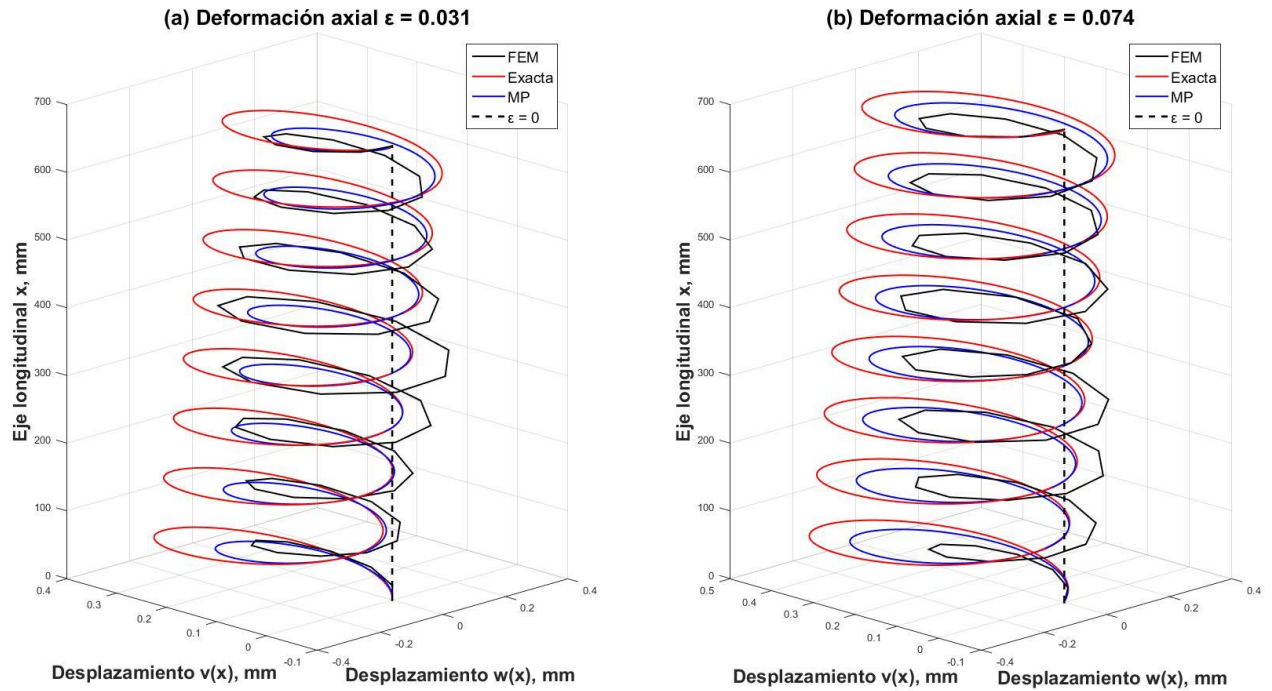 (a) Deformación axial ε = 0.031
FEM
Exacta
MP
ε = 0
700
600
500
400
300
200
100
0
Eje longitudinal x, mm
0.4
0.3
0.2
0.1
0
-0.1
Desplazamiento v(x), mm
-0.4
-0.2
0
0.2
0.4
Desplazamiento w(x), mm
(b) Deformación axial ε = 0.074
FEM
Exacta
MP
ε = 0
700
600
500
400
300
200
100
0
Eje longitudinal x, mm
0.5
0.4
0.3
0.2
0.1
0
-0.1
Desplazamiento v(x), mm
-0.4
-0.2
0
0.2
0.4
Desplazamiento w(x), mm